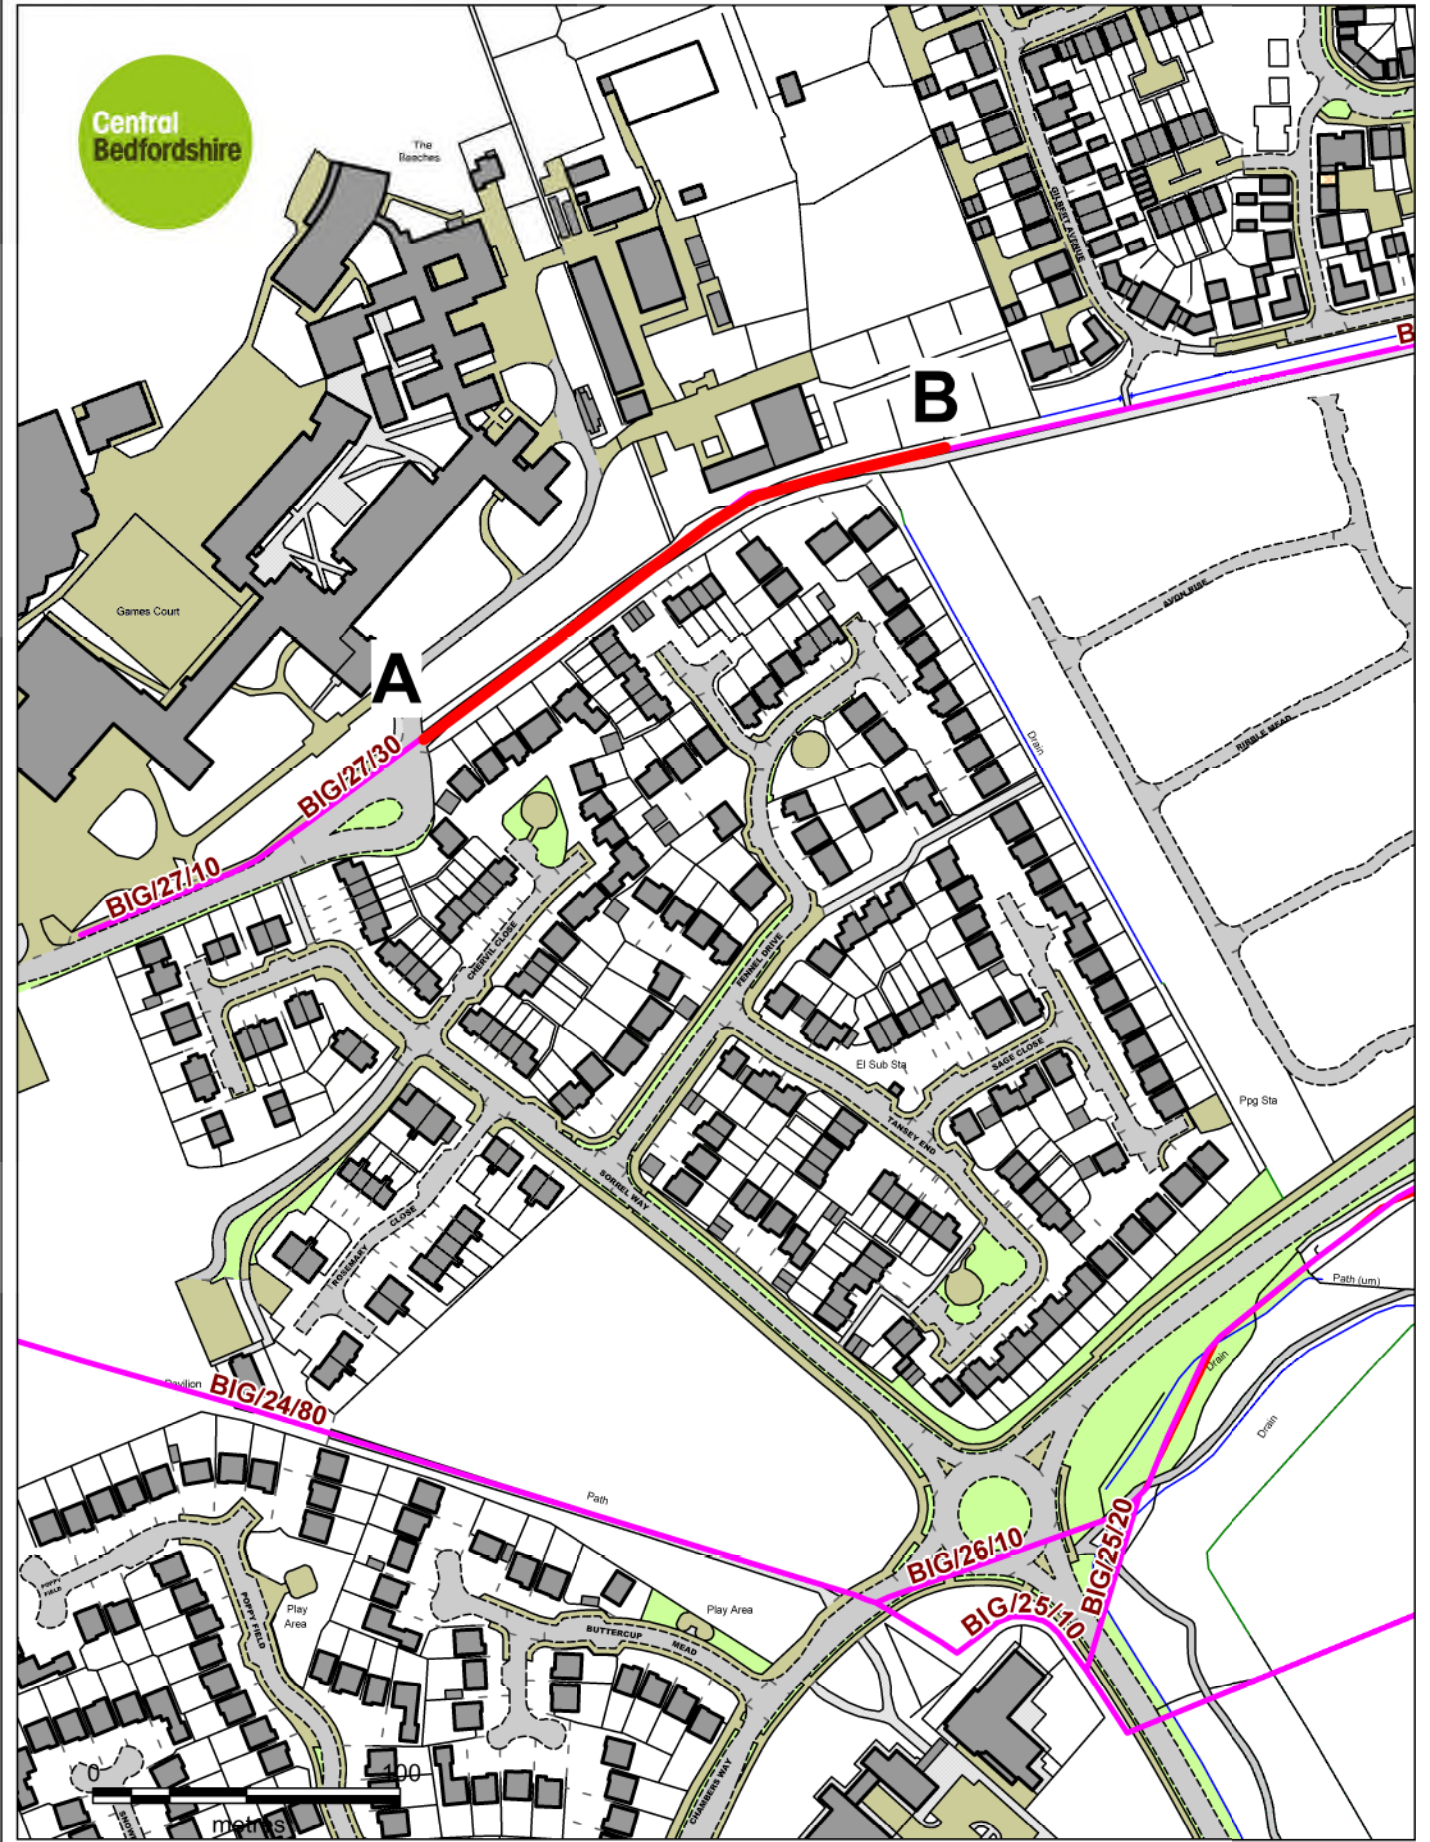 Central
Bedfordshire
The
Beeches
GILBERT AVENUE
B
B
Games Court
AVON RISE
A
RIBBLE MEAD
Drain
BIG/27/30
BIG/27/10
CHERVIL CLOSE
FENNEL DRIVE
El Sub Sta
SAGE CLOSE
TANSEY END
Ppg Sta
SORREL WAY
ROSEMARY CLOSE
Path (um)
Drain
Pavilion
BIG/24/80
Drain
Path
BIG/26/10
BIG/25/20
BIG/25/10
POPPY
FIELD
POPPY FIELD
Play
Area
Play Area
BUTTERCUP
MEAD
CHAMBERS WAY
0 100
metres